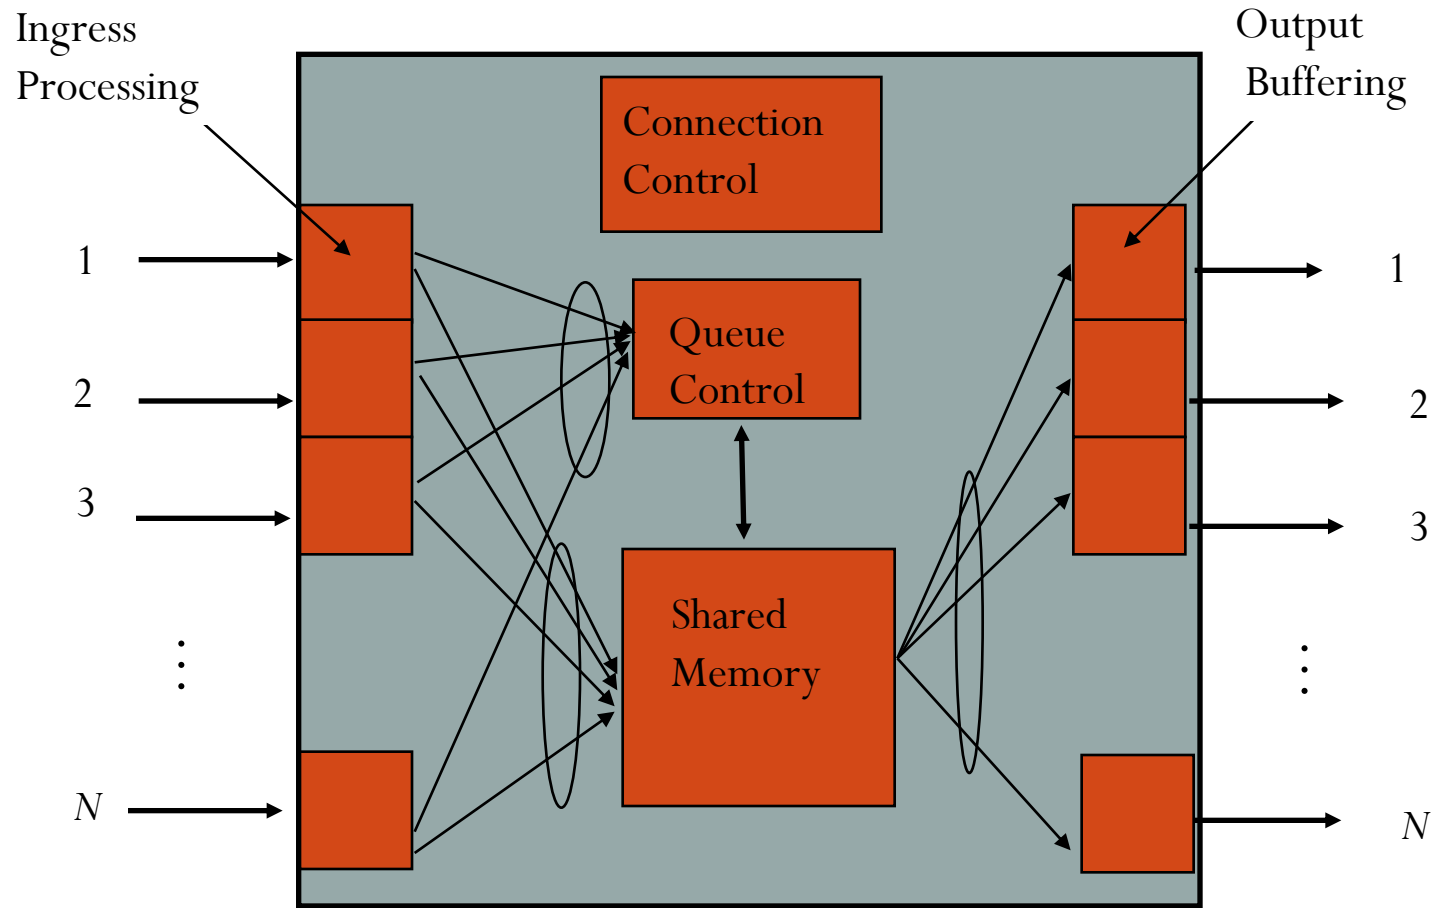 Ingress
Processing
Output
Buffering
Connection
Control
1
2
3
⋮
N
Queue
Control
Shared
Memory
1
2
3
⋮
N